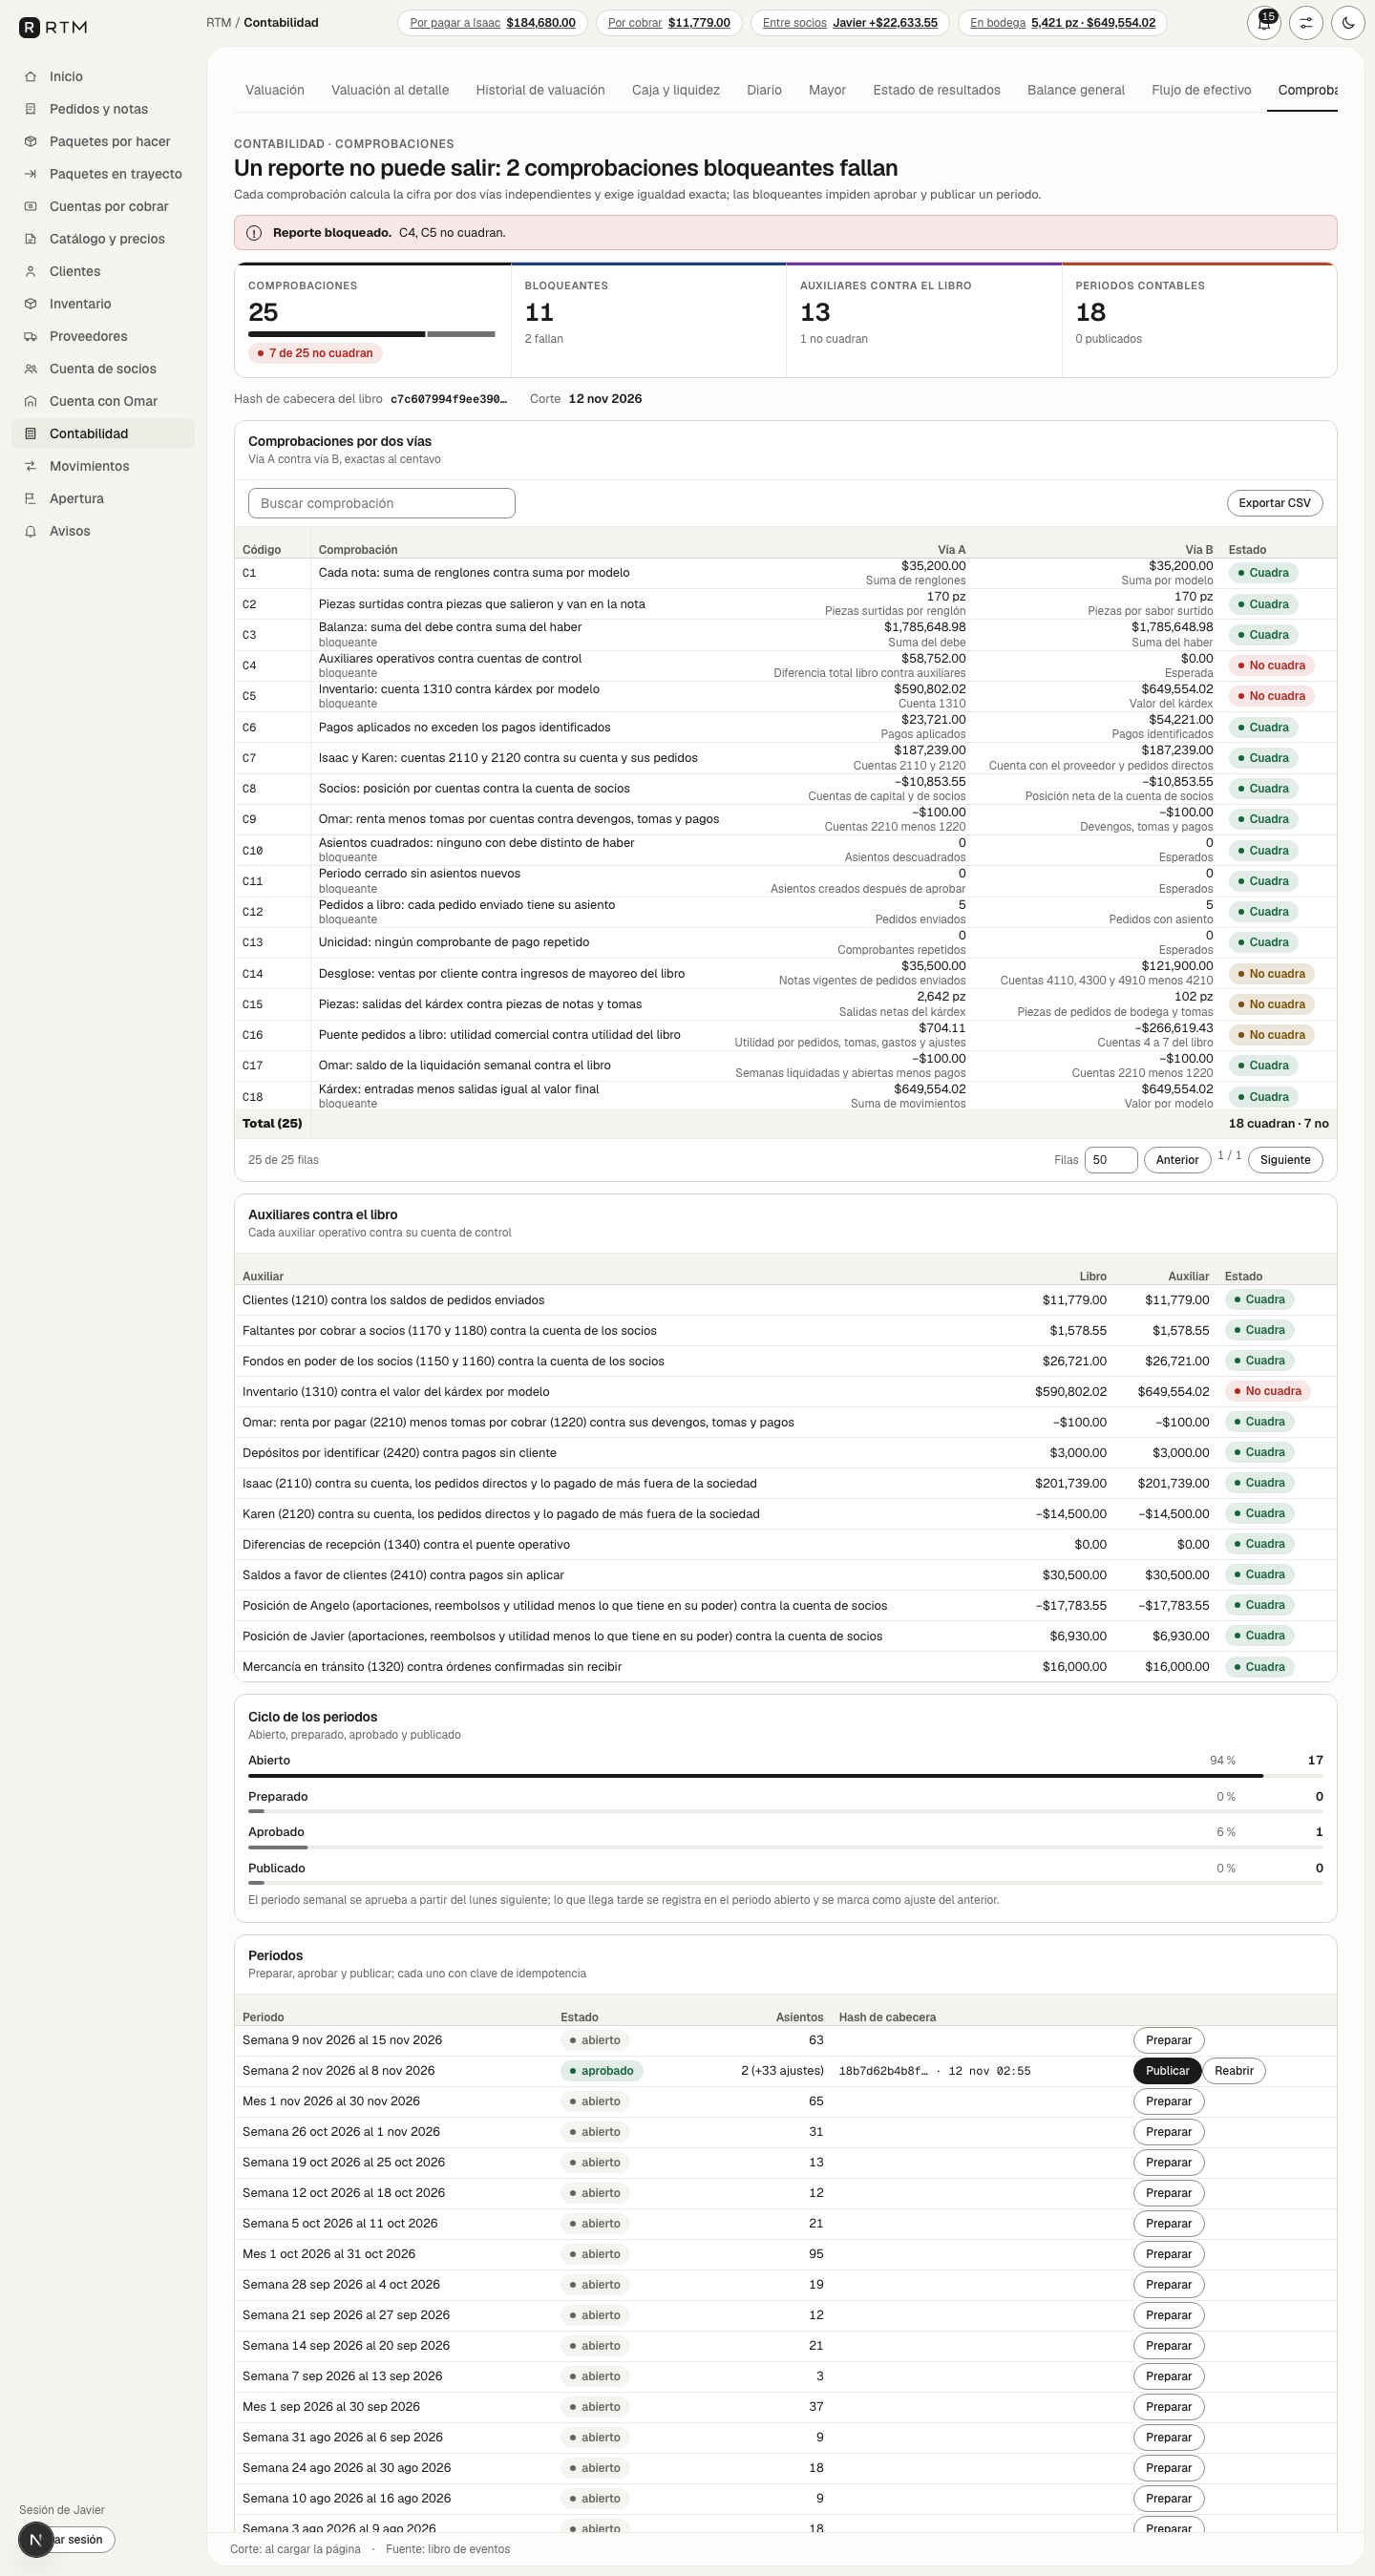 R RTM
RTM / Contabilidad
Por pagar a Isaac $184,680.00
Por cobrar $11,779.00
Entre socios Javier +$22,633.55
En bodega 5,421 pz · $649,554.02
15
Inicio
Pedidos y notas
Paquetes por hacer
Paquetes en trayecto
Cuentas por cobrar
Catálogo y precios
Clientes
Inventario
Proveedores
Cuenta de socios
Cuenta con Omar
Contabilidad
Movimientos
Apertura
Avisos
Valuación Valuación al detalle Historial de valuación Caja y liquidez Diario Mayor Estado de resultados Balance general Flujo de efectivo Comproba
CONTABILIDAD · COMPROBACIONES
Un reporte no puede salir: 2 comprobaciones bloqueantes fallan
Cada comprobación calcula la cifra por dos vías independientes y exige igualdad exacta; las bloqueantes impiden aprobar y publicar un periodo.
Reporte bloqueado. C4, C5 no cuadran.
COMPROBACIONES
25
7 de 25 no cuadran
BLOQUEANTES
11
2 fallan
AUXILIARES CONTRA EL LIBRO
13
1 no cuadran
PERIODOS CONTABLES
18
0 publicados
Hash de cabecera del libro c7c607994f9ee390… Corte 12 nov 2026
Comprobaciones por dos vías
Vía A contra vía B, exactas al centavo
Buscar comprobación
Exportar CSV
Código Comprobación Vía A Vía B Estado
C1 Cada nota: suma de renglones contra suma por modelo $35,200.00 $35,200.00 Cuadra
Suma de renglones Suma por modelo
C2 Piezas surtidas contra piezas que salieron y van en la nota 170 pz 170 pz Cuadra
Piezas surtidas por renglón Piezas por sabor surtido
C3 Balanza: suma del debe contra suma del haber $1,785,648.98 $1,785,648.98 Cuadra
bloqueante Suma del debe Suma del haber
C4 Auxiliares operativos contra cuentas de control $58,752.00 $0.00 No cuadra
bloqueante Diferencia total libro contra auxiliares Esperada
C5 Inventario: cuenta 1310 contra kárdex por modelo $590,802.02 $649,554.02 No cuadra
bloqueante Cuenta 1310 Valor del kárdex
C6 Pagos aplicados no exceden los pagos identificados $23,721.00 $54,221.00 Cuadra
Pagos aplicados Pagos identificados
C7 Isaac y Karen: cuentas 2110 y 2120 contra su cuenta y sus pedidos $187,239.00 $187,239.00 Cuadra
Cuentas 2110 y 2120 Cuenta con el proveedor y pedidos directos
C8 Socios: posición por cuentas contra la cuenta de socios −$10,853.55 −$10,853.55 Cuadra
Cuentas de capital y de socios Posición neta de la cuenta de socios
C9 Omar: renta menos tomas por cuentas contra devengos, tomas y pagos −$100.00 −$100.00 Cuadra
Cuentas 2210 menos 1220 Devengos, tomas y pagos
C10 Asientos cuadrados: ninguno con debe distinto de haber 0 0 Cuadra
bloqueante Asientos descuadrados Esperados
C11 Periodo cerrado sin asientos nuevos 0 0 Cuadra
bloqueante Asientos creados después de aprobar Esperados
C12 Pedidos a libro: cada pedido enviado tiene su asiento 5 5 Cuadra
bloqueante Pedidos enviados Pedidos con asiento
C13 Unicidad: ningún comprobante de pago repetido 0 0 Cuadra
Comprobantes repetidos Esperados
C14 Desglose: ventas por cliente contra ingresos de mayoreo del libro $35,500.00 $121,900.00 No cuadra
Notas vigentes de pedidos enviados Cuentas 4110, 4300 y 4910 menos 4210
C15 Piezas: salidas del kárdex contra piezas de notas y tomas 2,642 pz 102 pz No cuadra
Salidas netas del kárdex Piezas de pedidos de bodega y tomas
C16 Puente pedidos a libro: utilidad comercial contra utilidad del libro $704.11 −$266,619.43 No cuadra
Utilidad por pedidos, tomas, gastos y ajustes Cuentas 4 a 7 del libro
C17 Omar: saldo de la liquidación semanal contra el libro −$100.00 −$100.00 Cuadra
Semanas liquidadas y abiertas menos pagos Cuentas 2210 menos 1220
C18 Kárdex: entradas menos salidas igual al valor final $649,554.02 $649,554.02 Cuadra
bloqueante Suma de movimientos Valor por modelo
Total (25) 18 cuadran · 7 no
25 de 25 filas Filas 50 Anterior 1 / 1 Siguiente
Auxiliares contra el libro
Cada auxiliar operativo contra su cuenta de control
Auxiliar Libro Auxiliar Estado
Clientes (1210) contra los saldos de pedidos enviados $11,779.00 $11,779.00 Cuadra
Faltantes por cobrar a socios (1170 y 1180) contra la cuenta de los socios $1,578.55 $1,578.55 Cuadra
Fondos en poder de los socios (1150 y 1160) contra la cuenta de los socios $26,721.00 $26,721.00 Cuadra
Inventario (1310) contra el valor del kárdex por modelo $590,802.02 $649,554.02 No cuadra
Omar: renta por pagar (2210) menos tomas por cobrar (1220) contra sus devengos, tomas y pagos −$100.00 −$100.00 Cuadra
Depósitos por identificar (2420) contra pagos sin cliente $3,000.00 $3,000.00 Cuadra
Isaac (2110) contra su cuenta, los pedidos directos y lo pagado de más fuera de la sociedad $201,739.00 $201,739.00 Cuadra
Karen (2120) contra su cuenta, los pedidos directos y lo pagado de más fuera de la sociedad −$14,500.00 −$14,500.00 Cuadra
Diferencias de recepción (1340) contra el puente operativo $0.00 $0.00 Cuadra
Saldos a favor de clientes (2410) contra pagos sin aplicar $30,500.00 $30,500.00 Cuadra
Posición de Angelo (aportaciones, reembolsos y utilidad menos lo que tiene en su poder) contra la cuenta de socios −$17,783.55 −$17,783.55 Cuadra
Posición de Javier (aportaciones, reembolsos y utilidad menos lo que tiene en su poder) contra la cuenta de socios $6,930.00 $6,930.00 Cuadra
Mercancía en tránsito (1320) contra órdenes confirmadas sin recibir $16,000.00 $16,000.00 Cuadra
Ciclo de los periodos
Abierto, preparado, aprobado y publicado
Abierto 94 % 17
Preparado 0 % 0
Aprobado 6 % 1
Publicado 0 % 0
El periodo semanal se aprueba a partir del lunes siguiente; lo que llega tarde se registra en el periodo abierto y se marca como ajuste del anterior.
Periodos
Preparar, aprobar y publicar; cada uno con clave de idempotencia
Periodo Estado Asientos Hash de cabecera
Semana 9 nov 2026 al 15 nov 2026 abierto 63 Preparar
Semana 2 nov 2026 al 8 nov 2026 aprobado 2 (+33 ajustes) 18b7d62b4b8f… · 12 nov 02:55 Publicar Reabrir
Mes 1 nov 2026 al 30 nov 2026 abierto 65 Preparar
Semana 26 oct 2026 al 1 nov 2026 abierto 31 Preparar
Semana 19 oct 2026 al 25 oct 2026 abierto 13 Preparar
Semana 12 oct 2026 al 18 oct 2026 abierto 12 Preparar
Semana 5 oct 2026 al 11 oct 2026 abierto 21 Preparar
Mes 1 oct 2026 al 31 oct 2026 abierto 95 Preparar
Semana 28 sep 2026 al 4 oct 2026 abierto 19 Preparar
Semana 21 sep 2026 al 27 sep 2026 abierto 12 Preparar
Semana 14 sep 2026 al 20 sep 2026 abierto 21 Preparar
Semana 7 sep 2026 al 13 sep 2026 abierto 3 Preparar
Mes 1 sep 2026 al 30 sep 2026 abierto 37 Preparar
Semana 31 ago 2026 al 6 sep 2026 abierto 9 Preparar
Semana 24 ago 2026 al 30 ago 2026 abierto 18 Preparar
Semana 10 ago 2026 al 16 ago 2026 abierto 9 Preparar
Semana 3 ago 2026 al 9 ago 2026 abierto 18 Preparar
Sesión de Javier
N ar sesión
Corte: al cargar la página · Fuente: libro de eventos